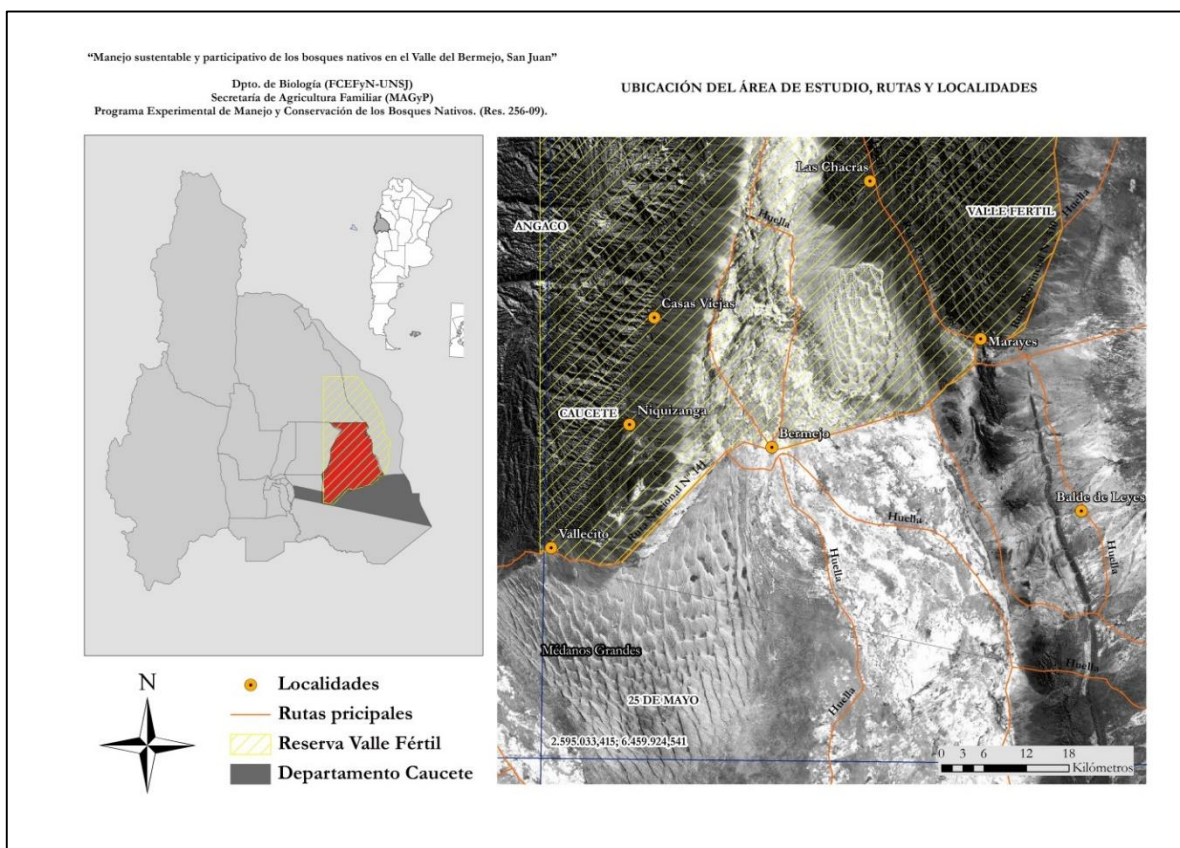 “Manejo sustentable y participativo de los bosques nativos en el Valle del Bermejo, San Juan”
Dpto. de Biología (FCEFyN-UNSJ)
Secretaría de Agricultura Familiar (MAGyP)
Programa Experimental de Manejo y Conservación de los Bosques Nativos. (Res. 256-09).
UBICACIÓN DEL ÁREA DE ESTUDIO, RUTAS Y LOCALIDADES
Las Chacras
Huella
VALLE FERTIL
Huella
ANGACO
Casas Viejas
Marayes
CAUCETE
Niquizanga
Bermejo
Nacional Nº 141
Balde de Leyes
Huella
Vallecito
Huella
Médanos Grandes
Huella
25 DE MAYO
Huella
2.595.033,415; 6.459.924,541
0 3 6 12 18
Kilómetros
N
Localidades
Rutas pricipales
Reserva Valle Fértil
Departamento Caucete